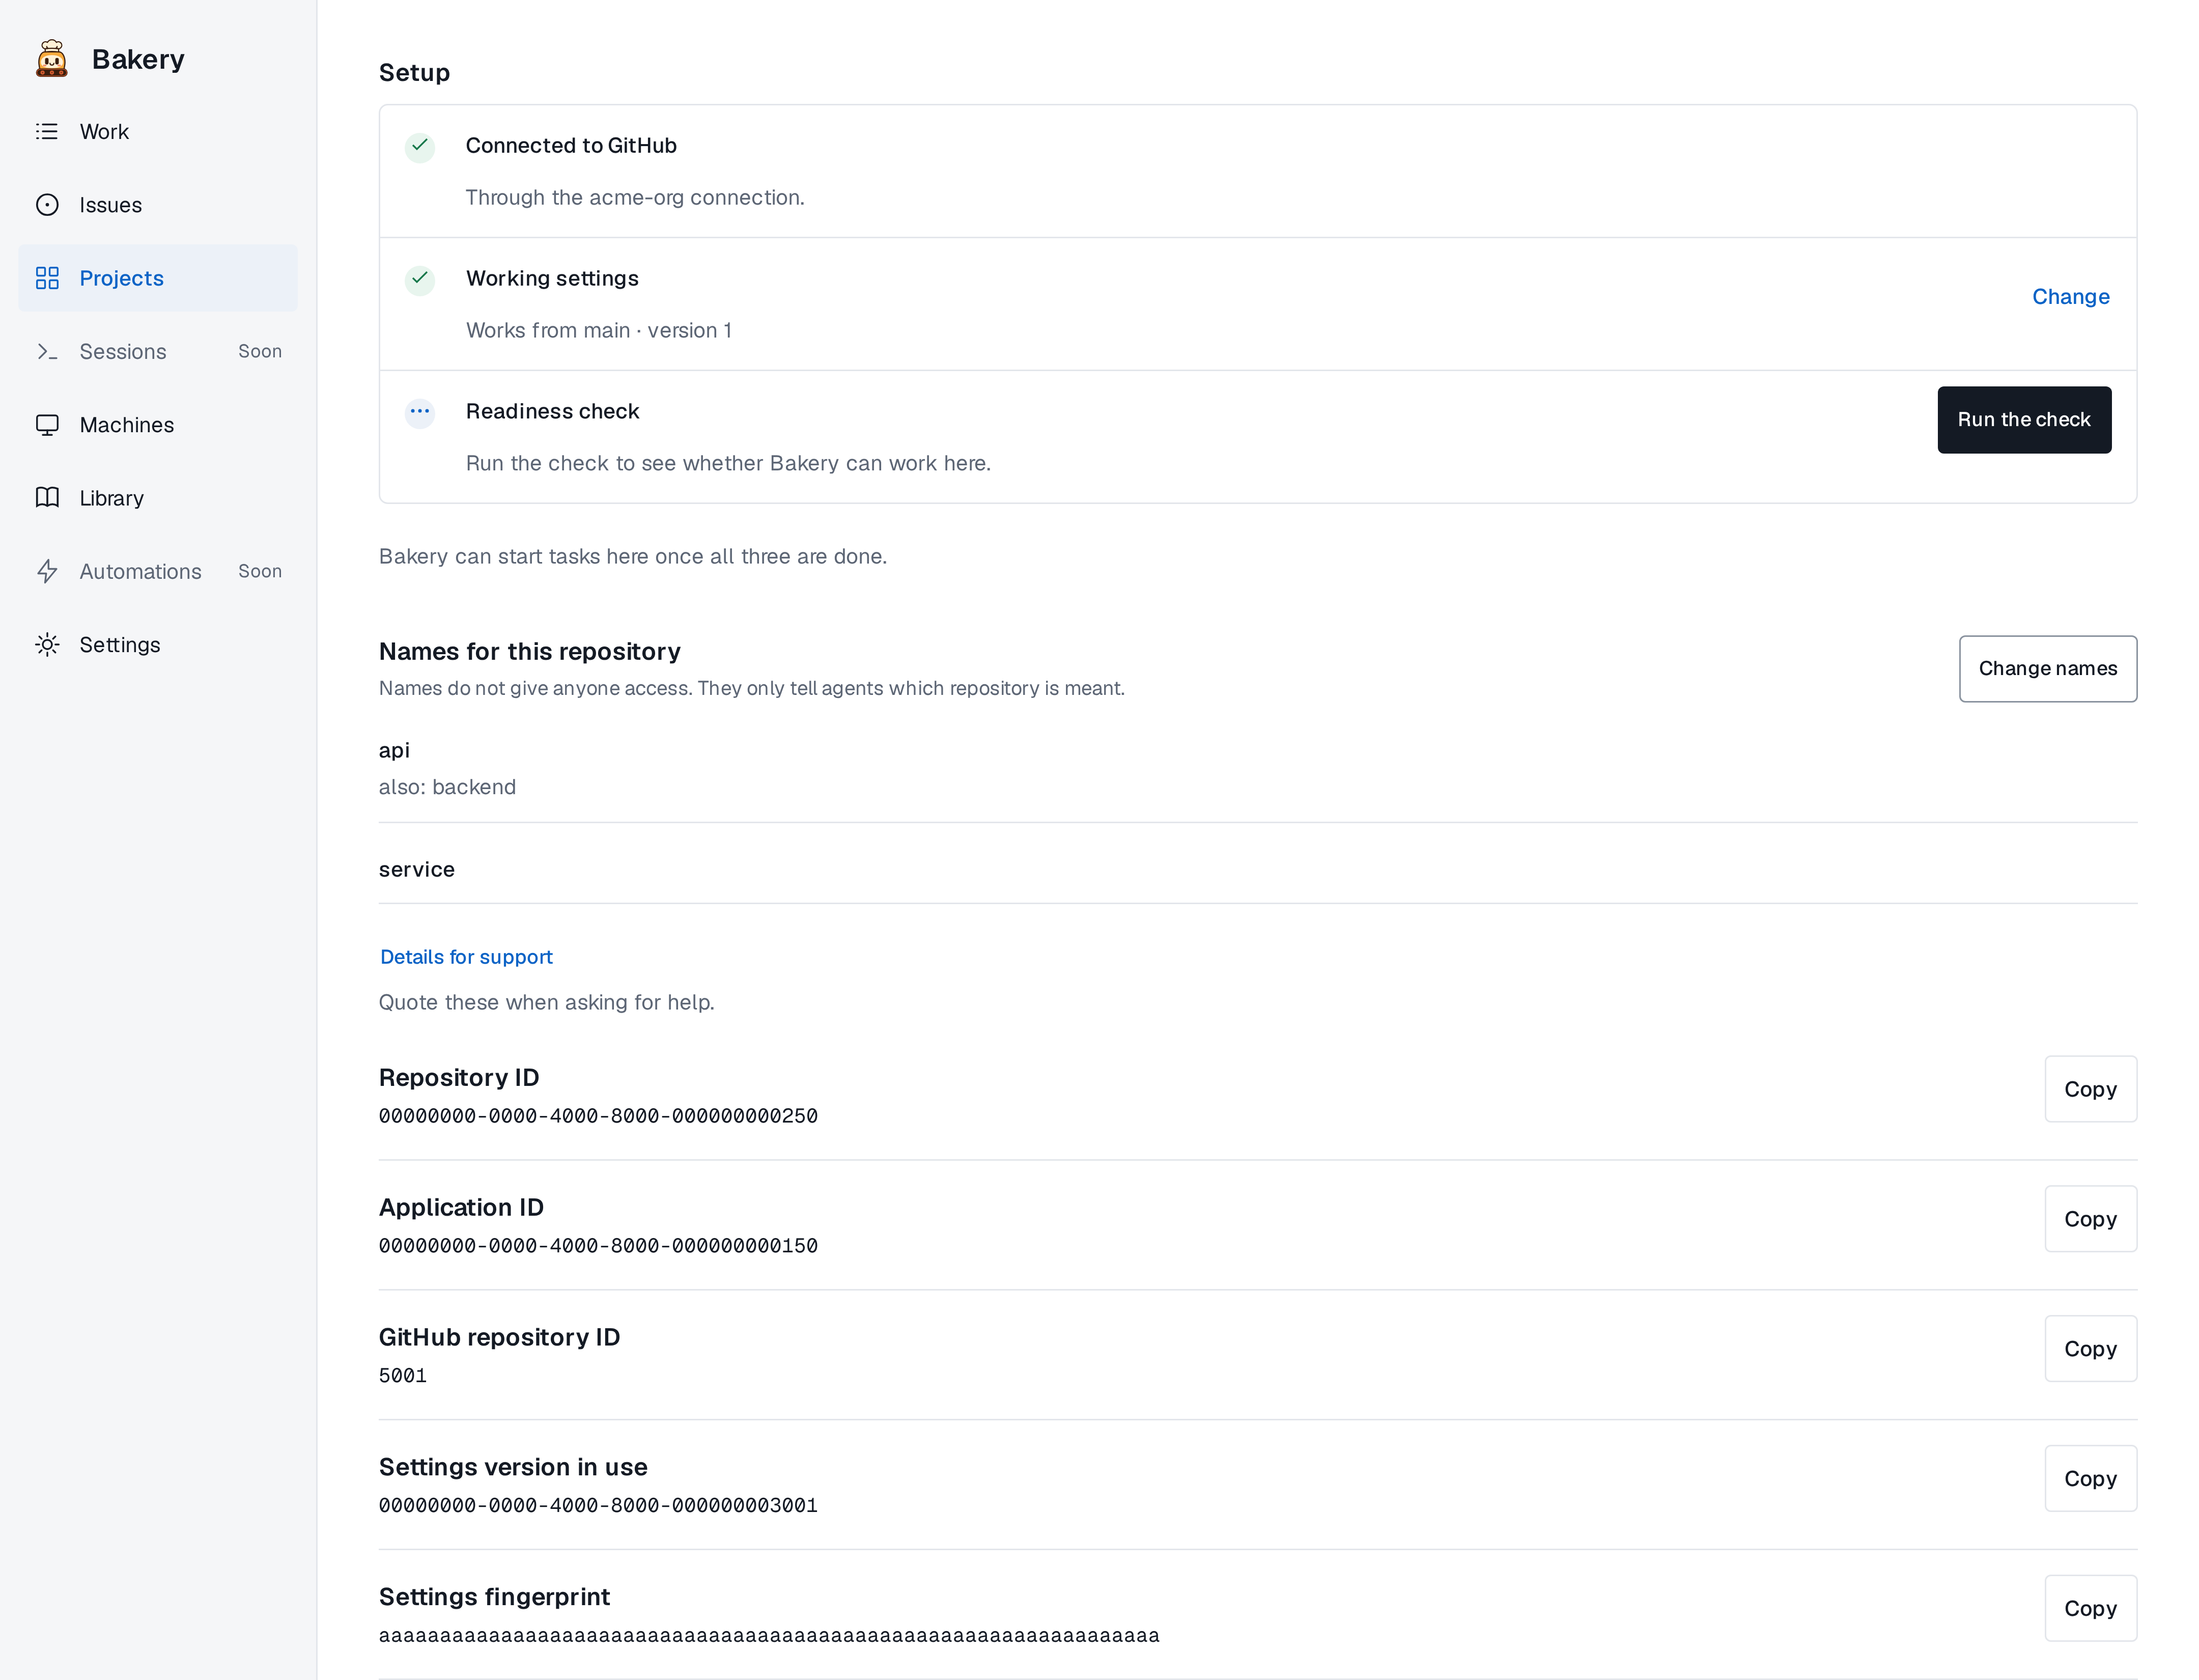 Bakery
Work
Issues
Projects
Sessions Soon
Machines
Library
Automations Soon
Settings
Setup
Connected to GitHub
Through the acme-org connection.
Working settings
Change
Works from main · version 1
Readiness check
Run the check
Run the check to see whether Bakery can work here.
Bakery can start tasks here once all three are done.
Names for this repository
Change names
Names do not give anyone access. They only tell agents which repository is meant.
api
also: backend
service
Details for support
Quote these when asking for help.
Repository ID
Copy
00000000-0000-4000-8000-000000000250
Application ID
Copy
00000000-0000-4000-8000-000000000150
GitHub repository ID
Copy
5001
Settings version in use
Copy
00000000-0000-4000-8000-000000003001
Settings fingerprint
Copy
aaaaaaaaaaaaaaaaaaaaaaaaaaaaaaaaaaaaaaaaaaaaaaaaaaaaaaaaaaaaaaaa